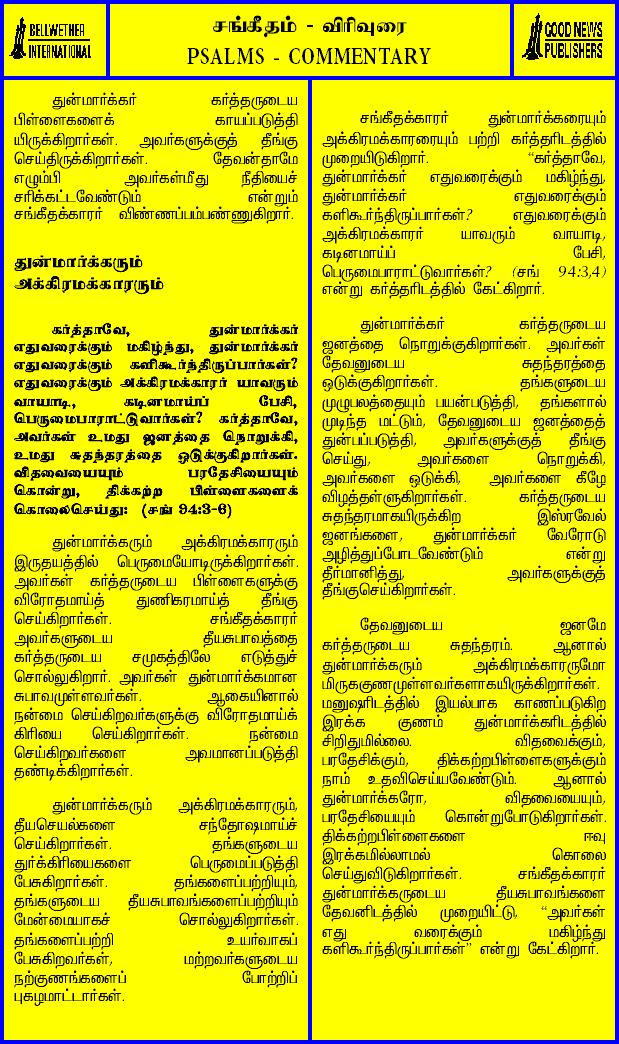 BELLWETHER
INTERNATIONAL
சங்கீதம் - விரிவுரை
PSALMS - COMMENTARY
GOOD NEWS
PUBLISHERS
துன்மார்க்கர் கர்த்தருடைய
பிள்ளைகளைக் காயப்படுத்தி
யிருக்கிறார்கள். அவர்களுக்குத் தீங்கு
செய்திருக்கிறார்கள். தேவன்தாமே
எழும்பி அவர்கள்மீது நீதியைச்
சரிக்கட்டவேண்டும் என்றும்
சங்கீதக்காரர் விண்ணப்பம்பண்ணுகிறார்.
துன்மார்க்கரும்
அக்கிரமக்காரரும்
கர்த்தாவே, துன்மார்க்கர்
எதுவரைக்கும் மகிழ்ந்து, துன்மார்க்கர்
எதுவரைக்கும் களிகூர்ந்திருப்பார்கள்?
எதுவரைக்கும் அக்கிரமக்காரர் யாவரும்
வாயாடி, கடினமாய்ப் பேசி,
பெருமைபாராட்டுவார்கள்? கர்த்தாவே,
அவர்கள் உமது ஜனத்தை நொறுக்கி,
உமது சுதந்தரத்தை ஒடுக்குகிறார்கள்.
விதவையையும் பரதேசியையும்
கொன்று, திக்கற்ற பிள்ளைகளைக்
கொலைசெய்து: (சங் 94:3-6)
துன்மார்க்கரும் அக்கிரமக்காரரும்
இருதயத்தில் பெருமையோடிருக்கிறார்கள்.
அவர்கள் கர்த்தருடைய பிள்ளைகளுக்கு
விரோதமாய்த் துணிகரமாய்த் தீங்கு
செய்கிறார்கள். சங்கீதக்காரர்
அவர்களுடைய தீயசுபாவத்தை
கர்த்தருடைய சமுகத்திலே எடுத்துச்
சொல்லுகிறார். அவர்கள் துன்மார்க்கமான
சுபாவமுள்ளவர்கள். ஆகையினால்
நன்மை செய்கிறவர்களுக்கு விரோதமாய்க்
கிரியை செய்கிறார்கள். நன்மை
செய்கிறவர்களை அவமானப்படுத்தி
தண்டிக்கிறார்கள்.
துன்மார்க்கரும் அக்கிரமக்காரரும்,
தீயசெயல்களை சந்தோஷமாய்ச்
செய்கிறார்கள். தங்களுடைய
துர்க்கிரியைகளை பெருமைப்படுத்தி
பேசுகிறார்கள். தங்களைப்பற்றியும்,
தங்களுடைய தீயசுபாவங்களைப்பற்றியும்
மேன்மையாகச் சொல்லுகிறார்கள்.
தங்களைப்பற்றி உயர்வாகப்
பேசுகிறவர்கள், மற்றவர்களுடைய
நற்குணங்களைப் போற்றிப்
புகழமாட்டார்கள்.
சங்கீதக்காரர் துன்மார்க்கரையும்
அக்கிரமக்காரரையும் பற்றி கர்த்தரிடத்தில்
முறையிடுகிறார். "கர்த்தாவே,
துன்மார்க்கர் எதுவரைக்கும் மகிழ்ந்து,
துன்மார்க்கர் எதுவரைக்கும்
களிகூர்ந்திருப்பார்கள்? எதுவரைக்கும்
அக்கிரமக்காரர் யாவரும் வாயாடி,
கடினமாய்ப் பேசி,
பெருமைபாராட்டுவார்கள்? (சங் 94:3,4)
என்று கர்த்தரிடத்தில் கேட்கிறார்.
துன்மார்க்கர் கர்த்தருடைய
ஜனத்தை நொறுக்குகிறார்கள். அவர்கள்
தேவனுடைய சுதந்தரத்தை
ஒடுக்குகிறார்கள். தங்களுடைய
முழுபலத்தையும் பயன்படுத்தி, தங்களால்
முடிந்த மட்டும், தேவனுடைய ஜனத்தைத்
துன்பப்படுத்தி, அவர்களுக்குத் தீங்கு
செய்து, அவர்களை நொறுக்கி,
அவர்களை ஒடுக்கி, அவர்களை கீழே
விழத்தள்ளுகிறார்கள். கர்த்தருடைய
சுதந்தரமாகயிருக்கிற இஸ்ரவேல்
ஜனங்களை, துன்மார்க்கர் வேரோடு
அழித்துப்போடவேண்டும் என்று
தீர்மானித்து, அவர்களுக்குத்
தீங்குசெய்கிறார்கள்.
தேவனுடைய ஜனமே
கர்த்தருடைய சுதந்தரம். ஆனால்
துன்மார்க்கரும் அக்கிரமக்காரருமோ
மிருககுணமுள்ளவர்களாகயிருக்கிறார்கள்.
மனுஷரிடத்தில் இயல்பாக காணப்படுகிற
இரக்க குணம் துன்மார்க்கரிடத்தில்
சிறிதுமில்லை. விதவைக்கும்,
பரதேசிக்கும், திக்கற்றபிள்ளைகளுக்கும்
நாம் உதவிசெய்யவேண்டும். ஆனால்
துன்மார்க்கரோ, விதவையையும்,
பரதேசியையும் கொன்றுபோடுகிறார்கள்.
திக்கற்றபிள்ளைகளை ஈவு
இரக்கமில்லாமல் கொலை
செய்துவிடுகிறார்கள். சங்கீதக்காரர்
துன்மார்க்கருடைய தீயசுபாவங்களை
தேவனிடத்தில் முறையிட்டு, "அவர்கள்
எது வரைக்கும் மகிழ்ந்து
களிகூர்ந்திருப்பார்கள்" என்று கேட்கிறார்.